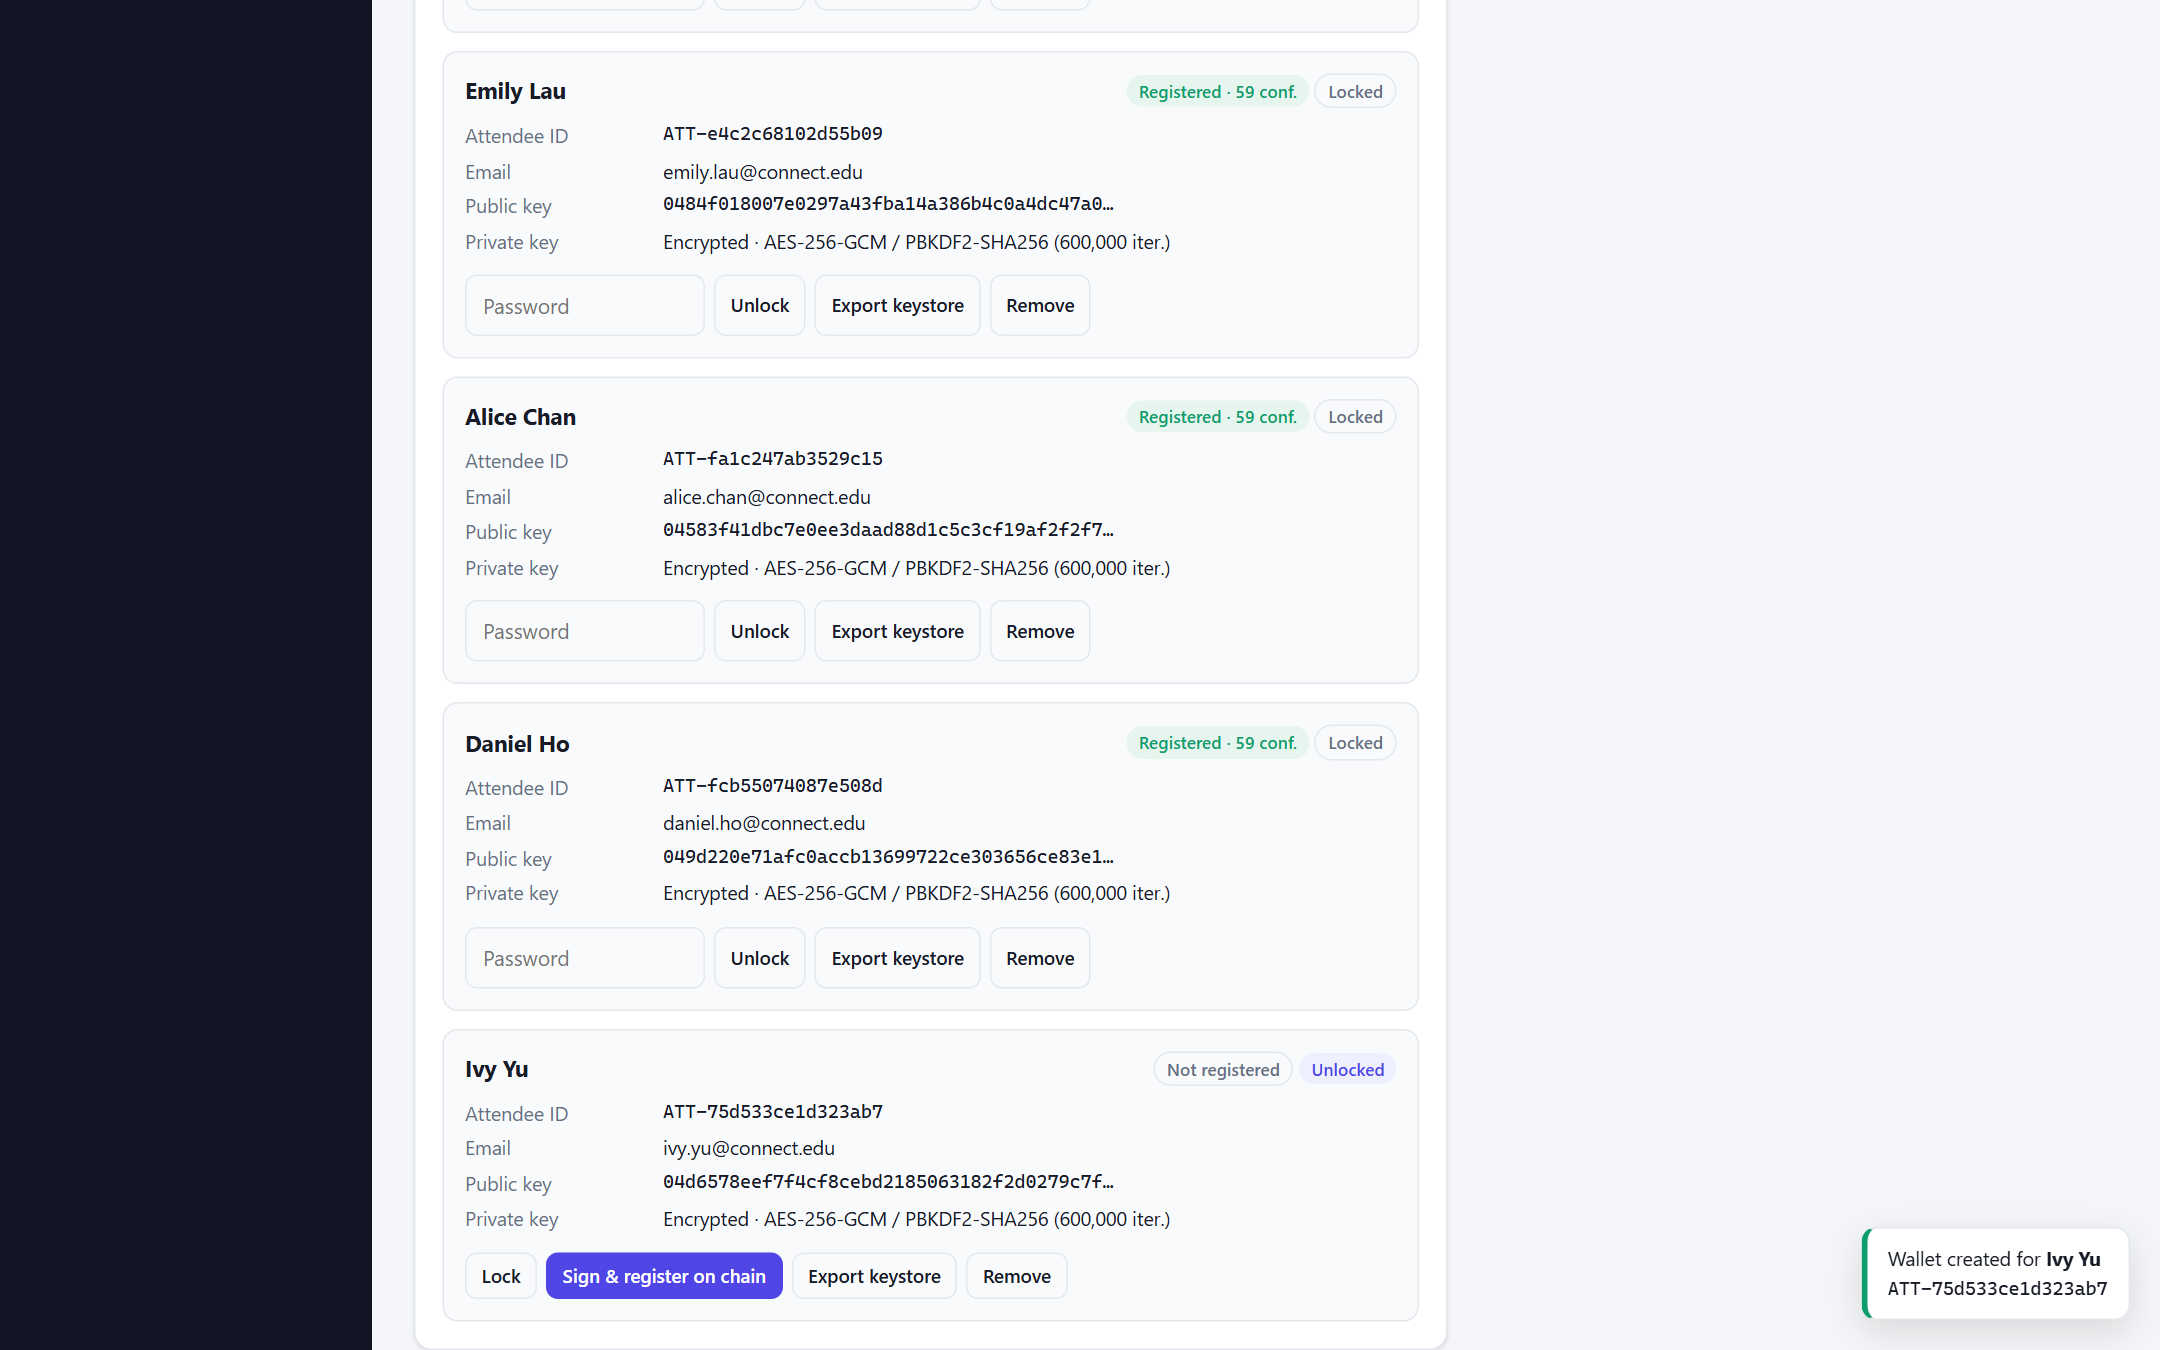 Emily Lau Registered · 59 conf. Locked
Attendee ID ATT-e4c2c68102d55b09
Email emily.lau@connect.edu
Public key 0484f018007e0297a43fba14a386b4c0a4dc47a0…
Private key Encrypted · AES-256-GCM / PBKDF2-SHA256 (600,000 iter.)
Password Unlock Export keystore Remove
Alice Chan Registered · 59 conf. Locked
Attendee ID ATT-fa1c247ab3529c15
Email alice.chan@connect.edu
Public key 04583f41dbc7e0ee3daad88d1c5c3cf19af2f2f7…
Private key Encrypted · AES-256-GCM / PBKDF2-SHA256 (600,000 iter.)
Password Unlock Export keystore Remove
Daniel Ho Registered · 59 conf. Locked
Attendee ID ATT-fcb55074087e508d
Email daniel.ho@connect.edu
Public key 049d220e71afc0accb13699722ce303656ce83e1…
Private key Encrypted · AES-256-GCM / PBKDF2-SHA256 (600,000 iter.)
Password Unlock Export keystore Remove
Ivy Yu Not registered Unlocked
Attendee ID ATT-75d533ce1d323ab7
Email ivy.yu@connect.edu
Public key 04d6578eef7f4cf8cebd2185063182f2d0279c7f…
Private key Encrypted · AES-256-GCM / PBKDF2-SHA256 (600,000 iter.)
Lock Sign & register on chain Export keystore Remove
Wallet created for Ivy Yu
ATT-75d533ce1d323ab7